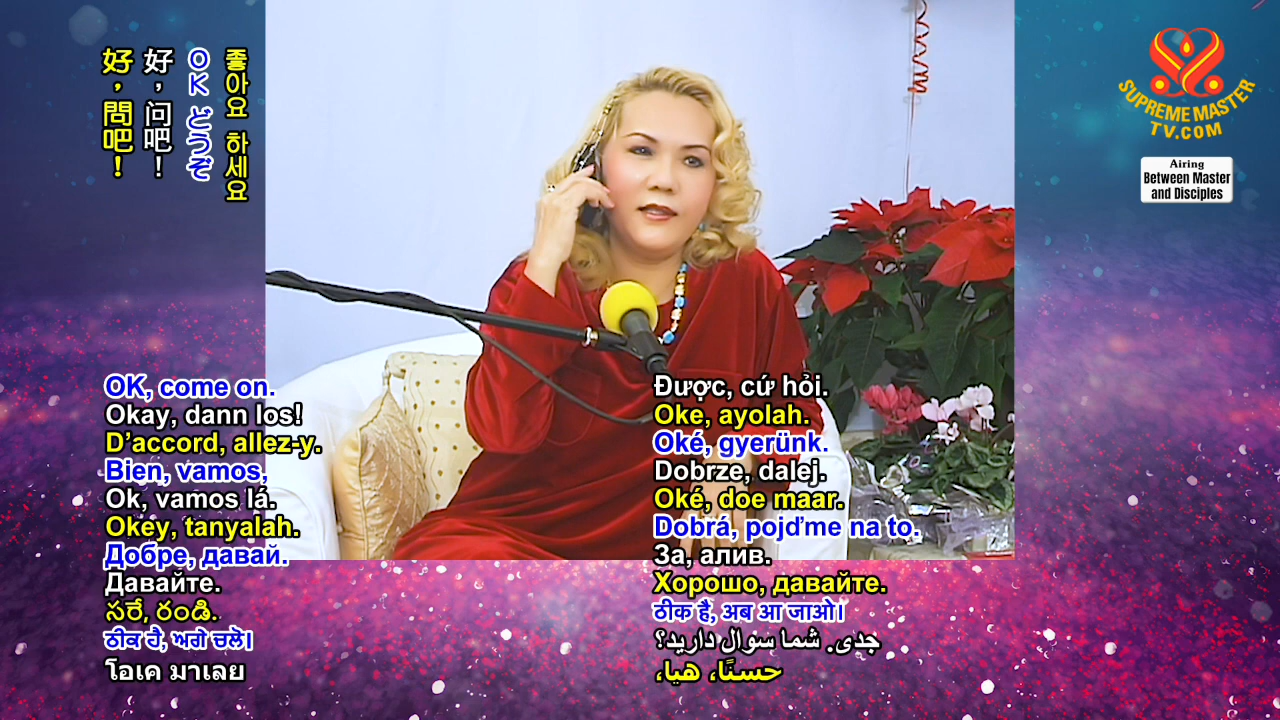 好，問吧！
好，问吧！
OK どうぞ
좋아요 하세요
SUPREME MASTER
TV.COM
Airing
Between Master
and Disciples
OK, come on.
Okay, dann los!
D’accord, allez-y.
Bien, vamos,
Ok, vamos lá.
Okey, tanyalah.
Добре, давай.
Давайте.
సరే, రండి.
ਠੀਕ ਹੈ, ਅਗੇ ਚਲੋ।
โอเค มาเลย
Được, cứ hỏi.
Oke, ayolah.
Oké, gyerünk.
Dobrze, dalej.
Oké, doe maar.
Dobrá, pojďme na to.
За, алив.
Хорошо, давайте.
ठीक है, अब आ जाओ।
جدی. شما سوال دارید؟
حسنًا، هيا،